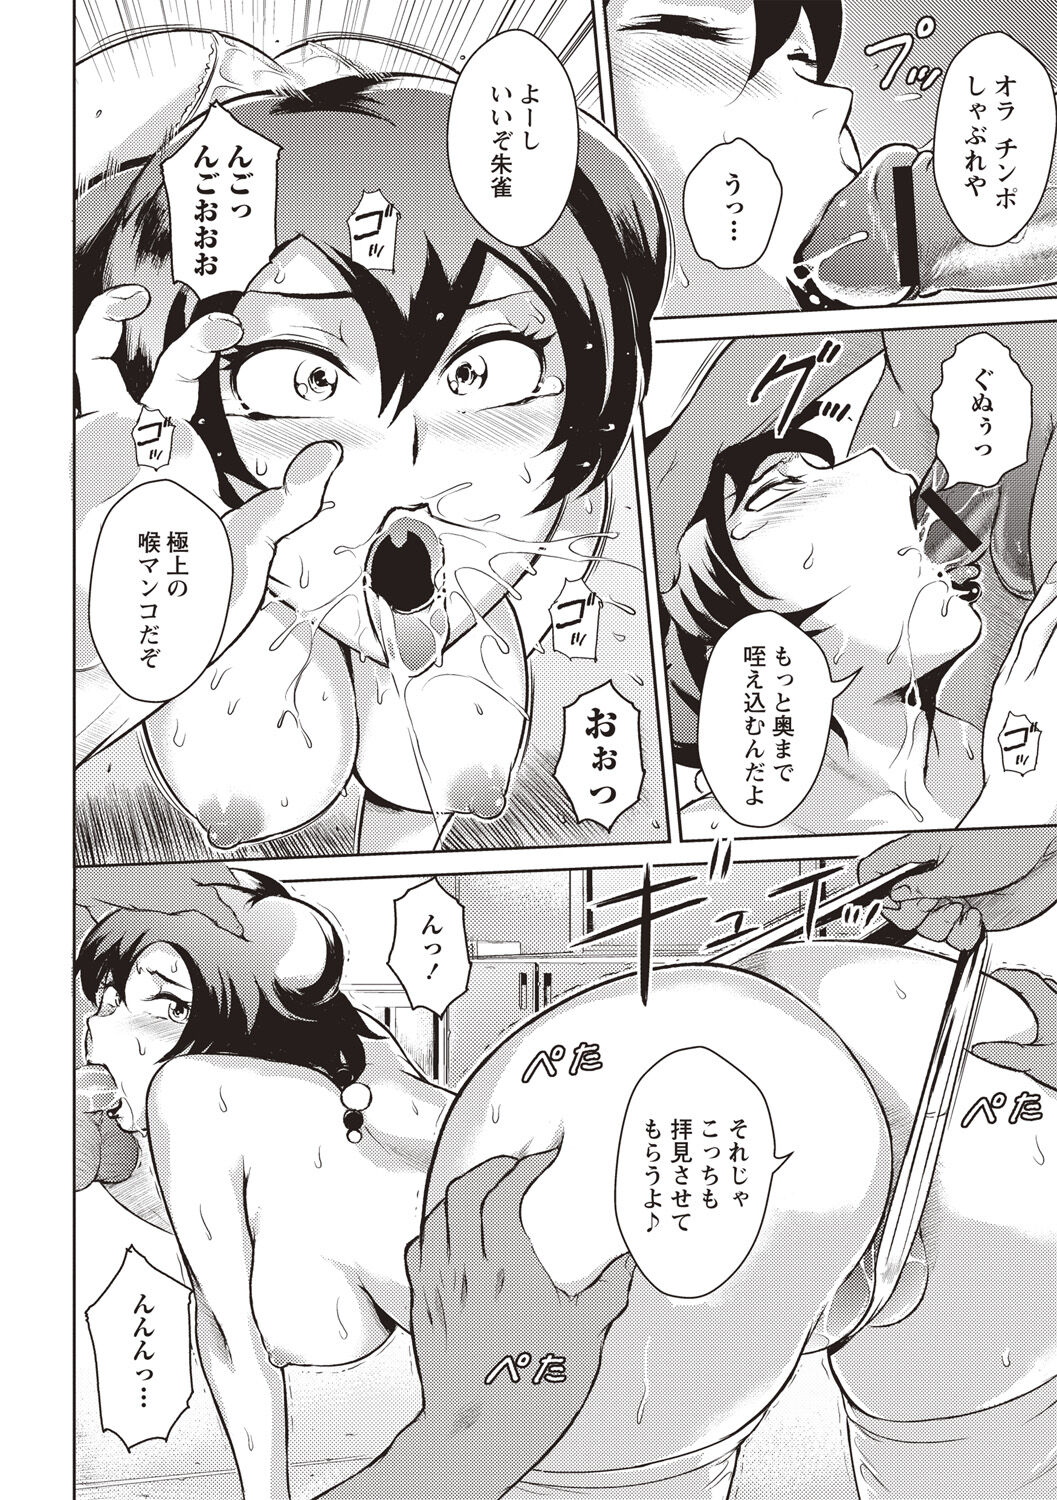 オラ チンポ
しゃぶれや
プッ
うっ…
ぐぬぅっ
グッ
もっと奥まで
咥え込むんだよ
ゴッ
よーし
いいぞ朱雀
ゴッ
んごっ
んごおおお
ゴッ
極上の
喉マンコだぞ
ゴッ
おぉっ
ギュイッ
ぺた
ぺた
それじゃ
こっちも
拝見させて
もらうよ♪
んっ!
ぺた
んんんっ…